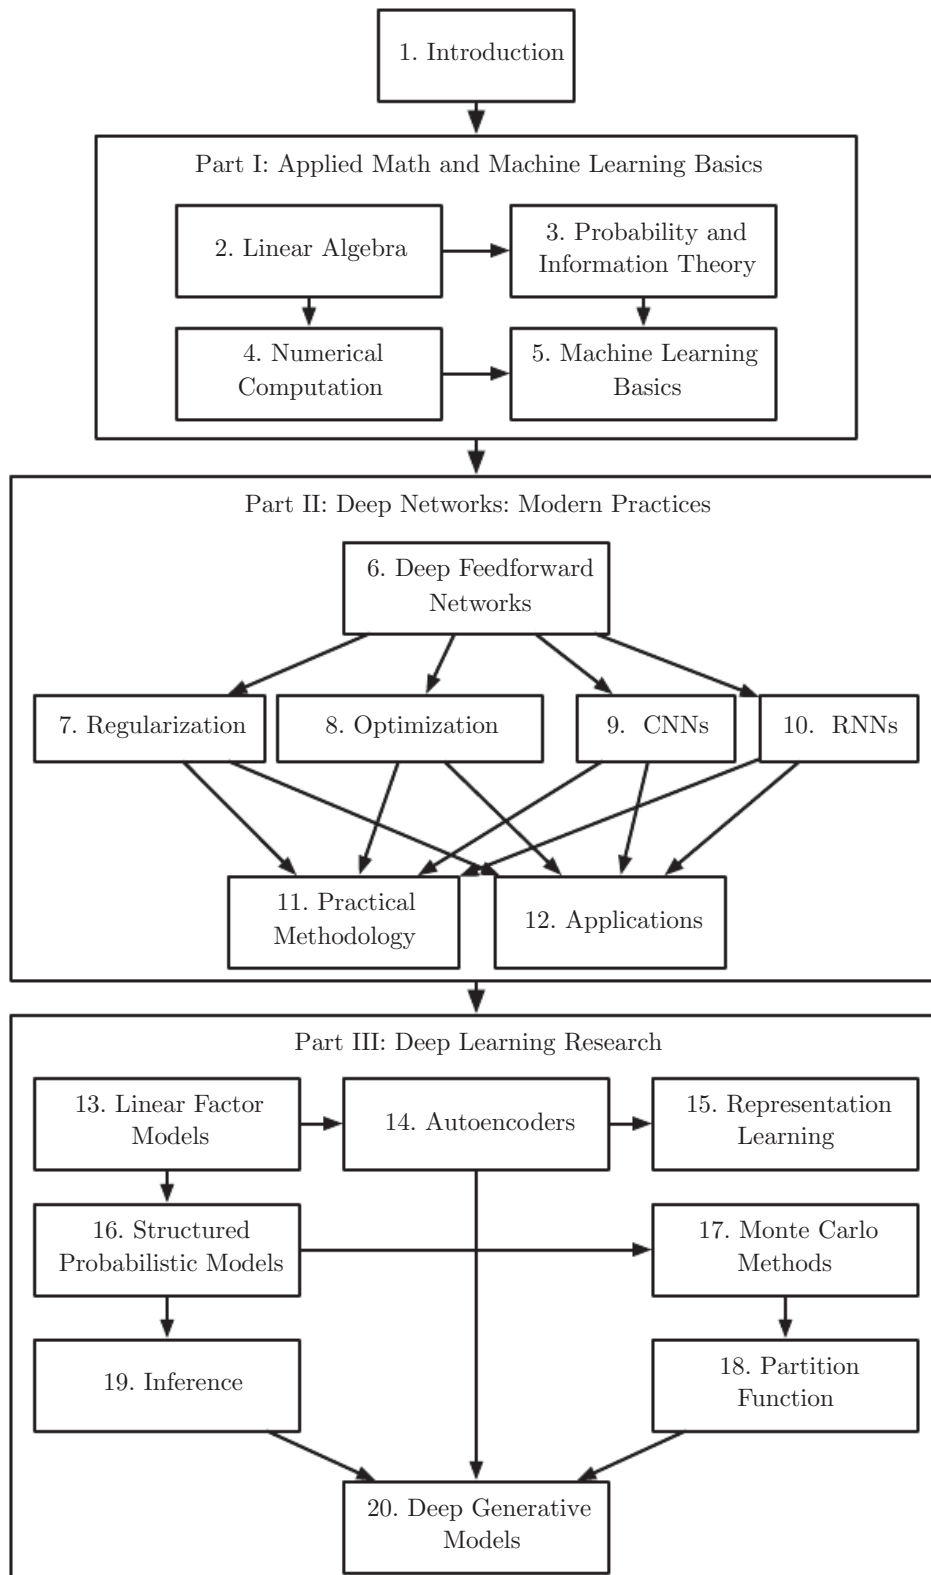 1. Introduction
Part I: Applied Math and Machine Learning Basics
2. Linear Algebra
3. Probability and
Information Theory
4. Numerical
Computation
5. Machine Learning
Basics
Part II: Deep Networks: Modern Practices
6. Deep Feedforward
Networks
7. Regularization
8. Optimization
9. CNNs
10. RNNs
11. Practical
Methodology
12. Applications
Part III: Deep Learning Research
13. Linear Factor
Models
14. Autoencoders
15. Representation
Learning
16. Structured
Probabilistic Models
17. Monte Carlo
Methods
19. Inference
18. Partition
Function
20. Deep Generative
Models